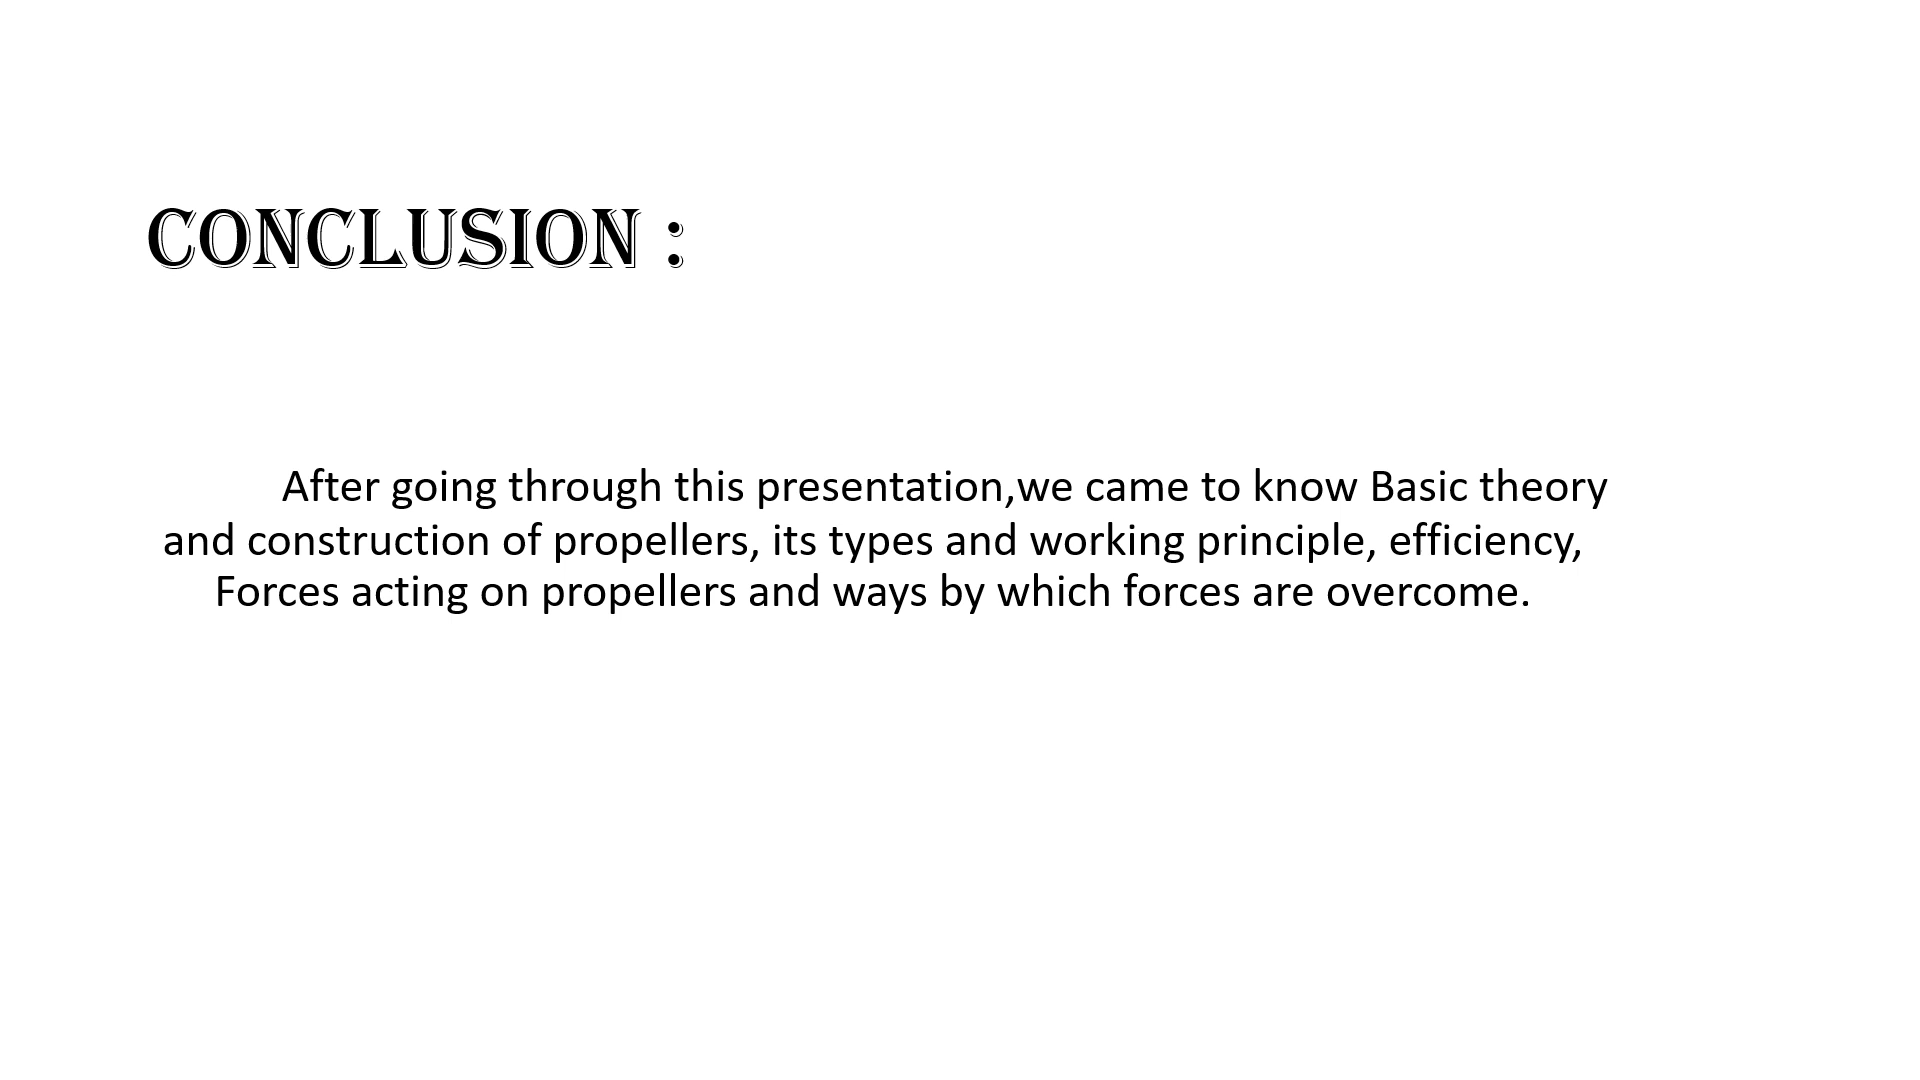 CONCLUSION :
After going through this presentation,we came to know Basic theory
and construction of propellers, its types and working principle, efficiency,
Forces acting on propellers and ways by which forces are overcome.